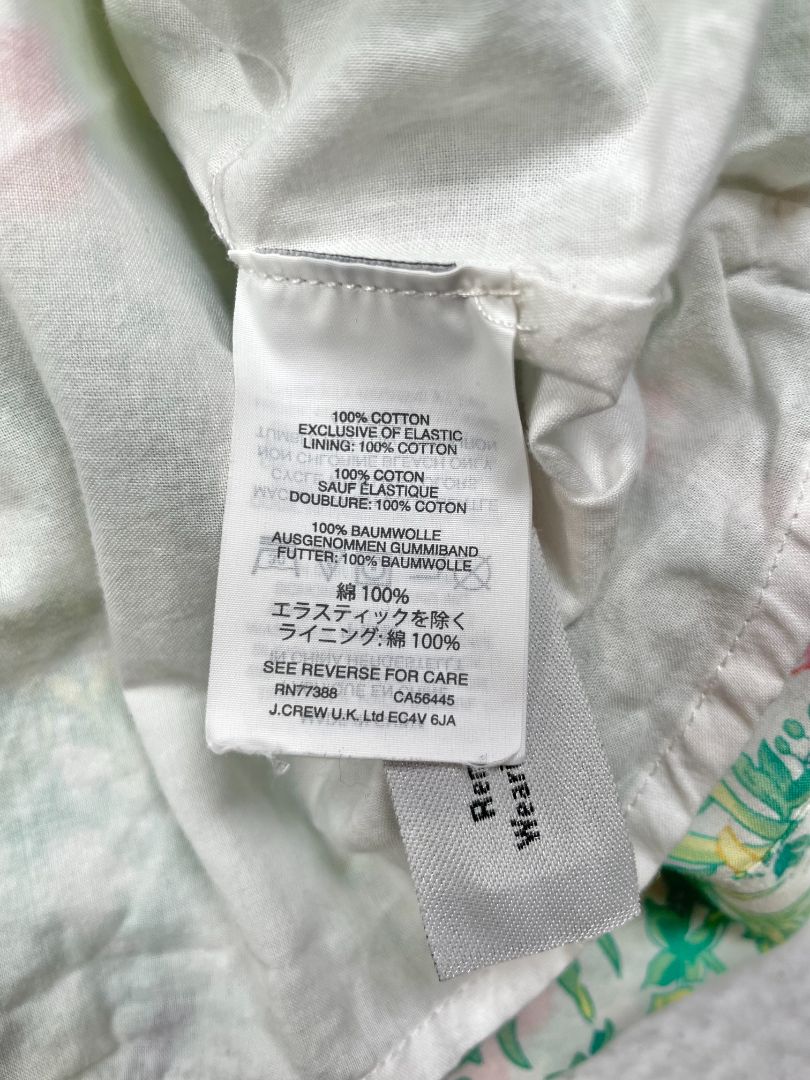 100% COTTON
EXCLUSIVE OF ELASTIC
LINING: 100% COTTON
100% COTON
SAUF ÉLASTIQUE
DOUBLURE: 100% COTON
100% BAUMWOLLE
AUSGENOMMEN GUMMIBAND
FUTTER: 100% BAUMWOLLE
綿 100%
エラスティックを除く
ライニング: 綿 100%
SEE REVERSE FOR CARE
RN77388 CA56445
J.CREW U.K. Ltd EC4V 6JA